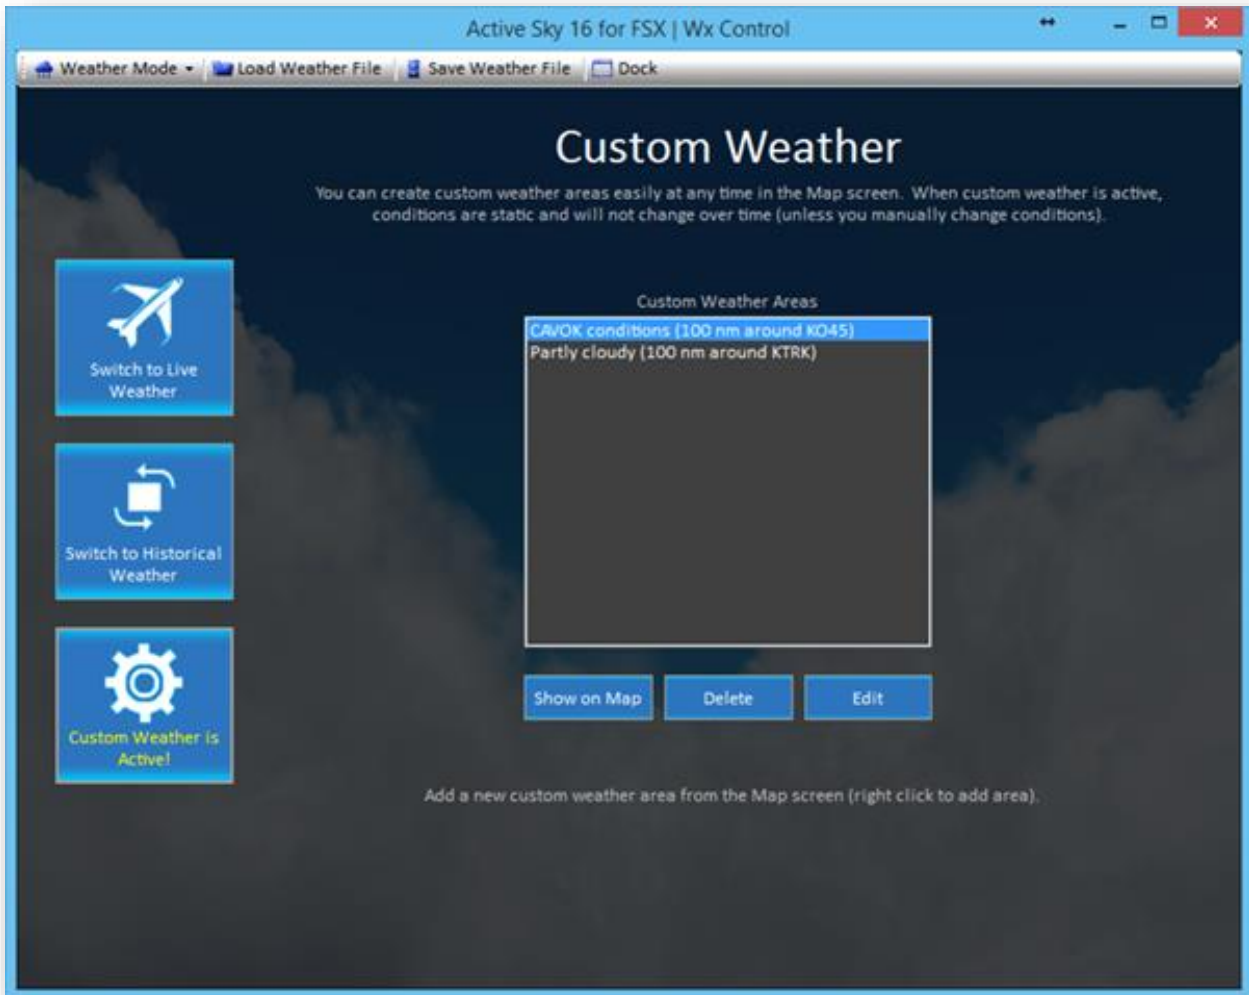 Active Sky 16 for FSX | Wx Control
Weather Mode Load Weather File Save Weather File Dock
Custom Weather
You can create custom weather areas easily at any time in the Map screen. When custom weather is active,
conditions are static and will not change over time (unless you manually change conditions).
Switch to Live
Weather
Switch to Historical
Weather
Custom Weather is
Active!
Custom Weather Areas
CAVOK conditions (100 nm around KO45)
Partly cloudy (100 nm around KTRK)
Show on Map Delete Edit
Add a new custom weather area from the Map screen (right click to add area).